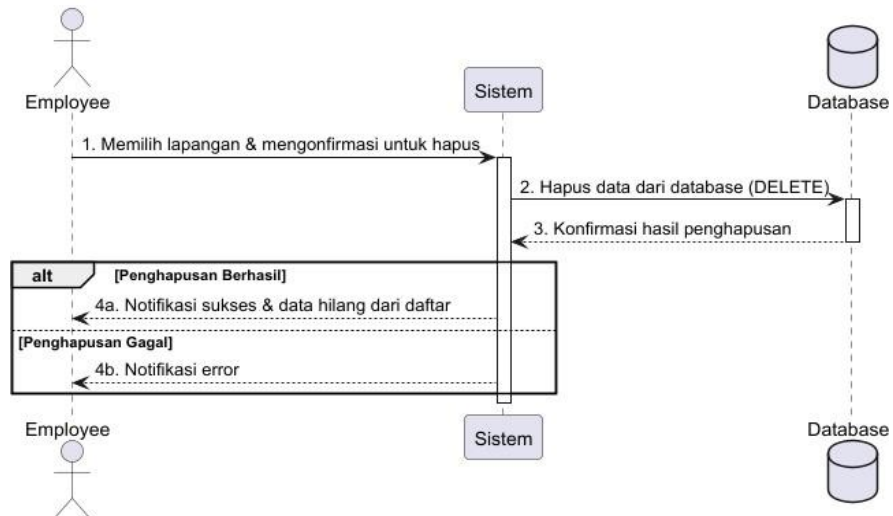 Employee
Sistem
Database
1. Memilih lapangan & mengonfirmasi untuk hapus
2. Hapus data dari database (DELETE)
3. Konfirmasi hasil penghapusan
alt [Penghapusan Berhasil]
4a. Notifikasi sukses & data hilang dari daftar
[Penghapusan Gagal]
4b. Notifikasi error
Employee
Sistem
Database